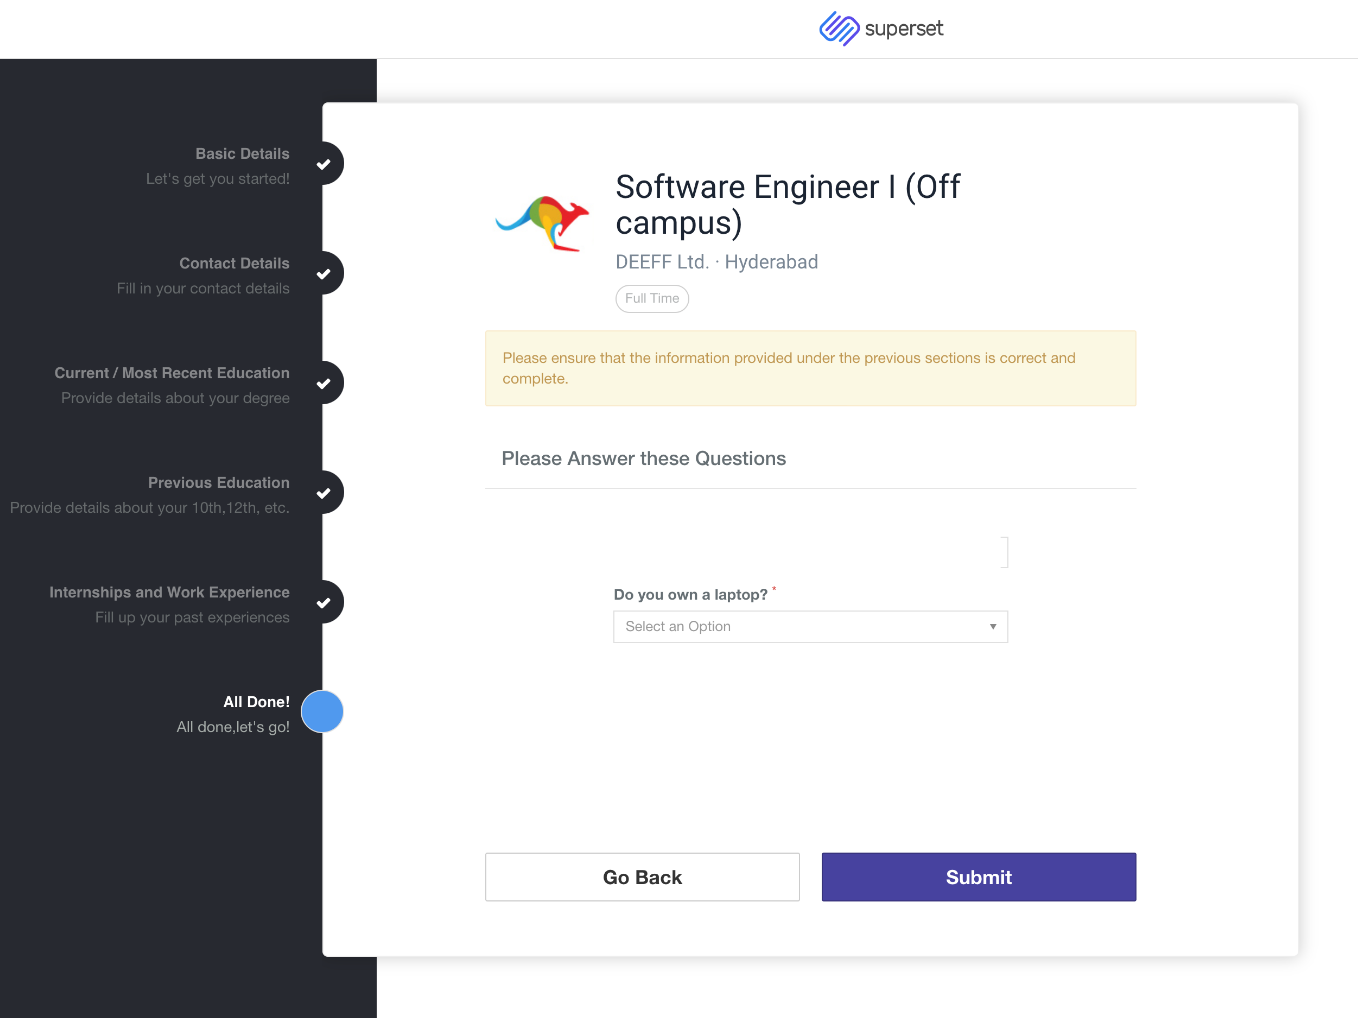 superset
Basic Details
Let's get you started!
Contact Details
Fill in your contact details
Current / Most Recent Education
Provide details about your degree
Previous Education
Provide details about your 10th,12th, etc.
Internships and Work Experience
Fill up your past experiences
All Done!
All done,let's go!
Software Engineer I (Off
campus)
DEEFF Ltd. · Hyderabad
Full Time
Please ensure that the information provided under the previous sections is correct and
complete.
Please Answer these Questions
Do you own a laptop? *
Select an Option
Go Back
Submit